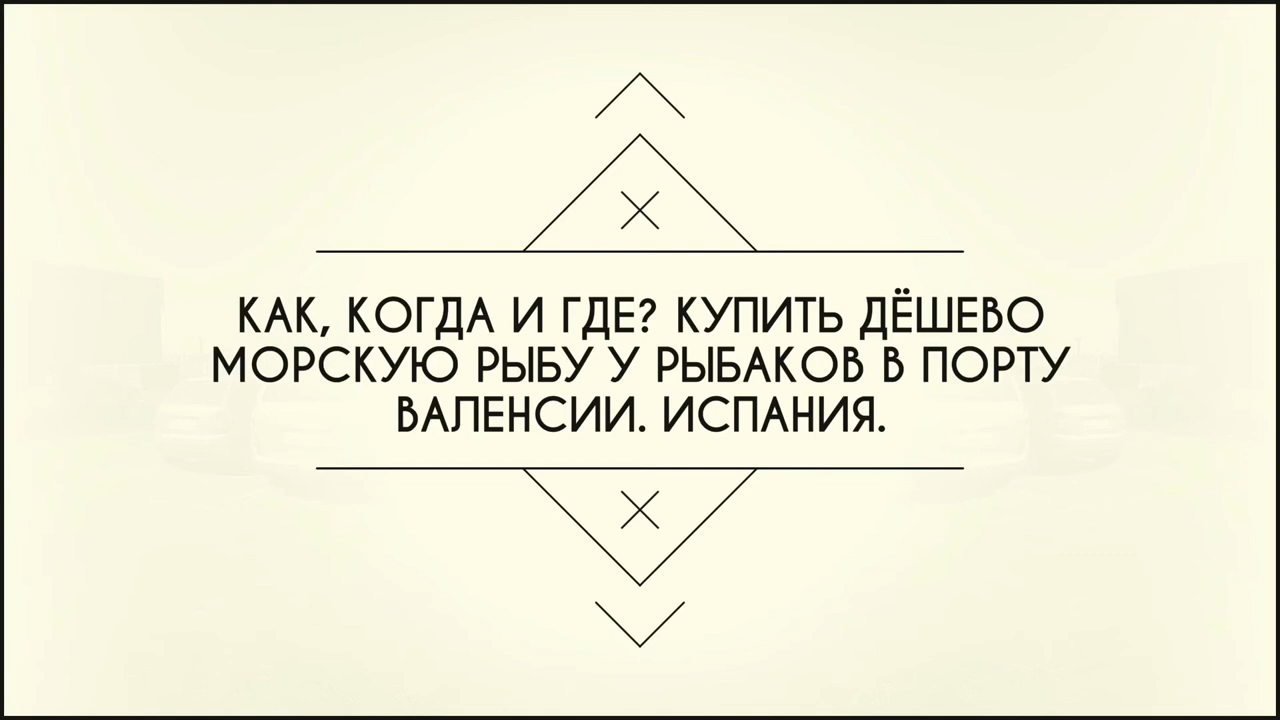 КАК, КОГДА И ГДЕ? КУПИТЬ ДЁШЕВО
МОРСКУЮ РЫБУ У РЫБАКОВ В ПОРТУ
ВАЛЕНСИИ. ИСПАНИЯ.